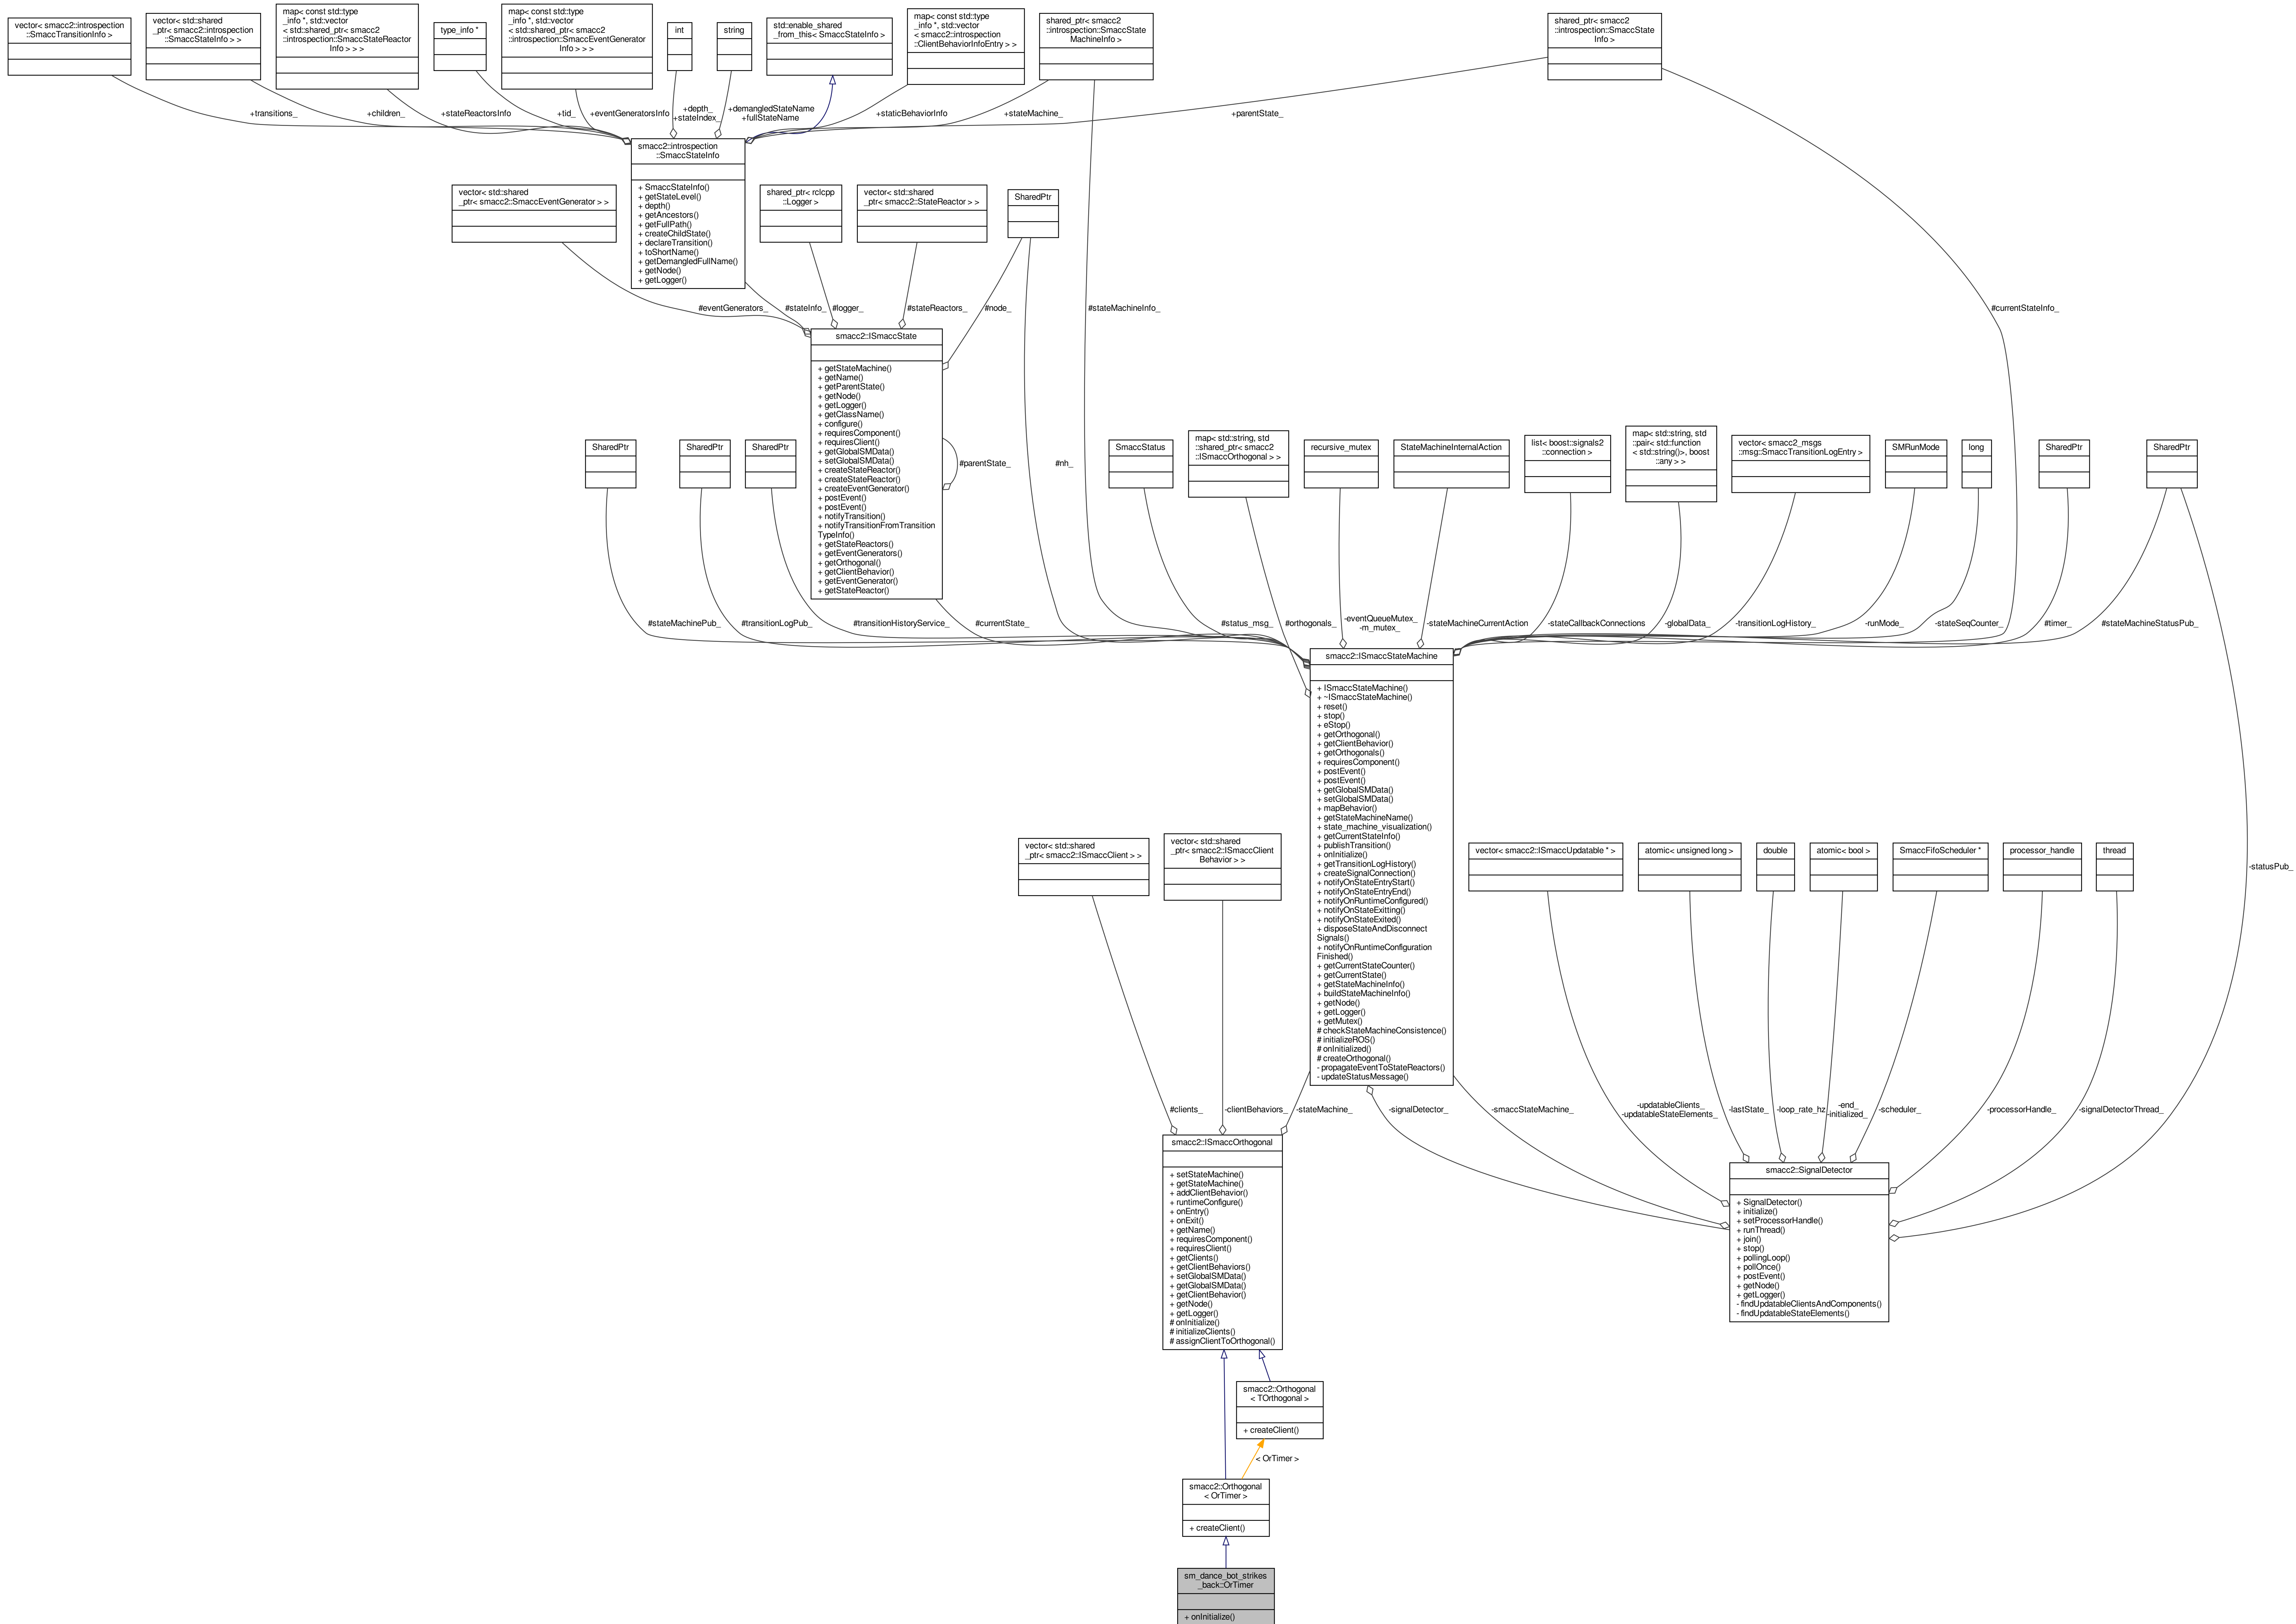 vector< smacc2::introspection
::SmaccTransitionInfo >
vector< std::shared
_ptr< smacc2::introspection
::SmaccStateInfo > >
map< const std::type
_info *, std::vector
< std::shared_ptr< smacc2
::introspection::SmaccStateReactor
Info > > >
type_info *
map< const std::type
_info *, std::vector
< std::shared_ptr< smacc2
::introspection::SmaccEventGenerator
Info > > >
int
string
std::enable_shared
_from_this< SmaccStateInfo >
map< const std::type
_info *, std::vector
< smacc2::introspection
::ClientBehaviorInfoEntry > >
shared_ptr< smacc2
::introspection::SmaccState
MachineInfo >
shared_ptr< smacc2
::introspection::SmaccState
Info >
+transitions_
+children_
+stateReactorsInfo
+tid_
+eventGeneratorsInfo
+depth_
+stateIndex_
+demangledStateName
+fullStateName
+staticBehaviorInfo
+stateMachine_
+parentState_
smacc2::introspection
::SmaccStateInfo
+ SmaccStateInfo()
+ getStateLevel()
+ depth()
+ getAncestors()
+ getFullPath()
+ createChildState()
+ declareTransition()
+ toShortName()
+ getDemangledFullName()
+ getNode()
+ getLogger()
vector< std::shared
_ptr< smacc2::SmaccEventGenerator > >
shared_ptr< rclcpp
::Logger >
vector< std::shared
_ptr< smacc2::StateReactor > >
SharedPtr
#eventGenerators_
#stateInfo_
#logger_
#stateReactors_
#node_
#stateMachineInfo_
#currentStateInfo_
smacc2::ISmaccState
+ getStateMachine()
+ getName()
+ getParentState()
+ getNode()
+ getLogger()
+ getClassName()
+ configure()
+ requiresComponent()
+ requiresClient()
+ getGlobalSMData()
+ setGlobalSMData()
+ createStateReactor()
+ createStateReactor()
+ createEventGenerator()
+ postEvent()
+ postEvent()
+ notifyTransition()
+ notifyTransitionFromTransition
TypeInfo()
+ getStateReactors()
+ getEventGenerators()
+ getOrthogonal()
+ getClientBehavior()
+ getEventGenerator()
+ getStateReactor()
#parentState_
#nh_
SharedPtr
SharedPtr
SharedPtr
SmaccStatus
map< std::string, std
::shared_ptr< smacc2
::ISmaccOrthogonal > >
recursive_mutex
StateMachineInternalAction
list< boost::signals2
::connection >
map< std::string, std
::pair< std::function
< std::string()>, boost
::any > >
vector< smacc2_msgs
::msg::SmaccTransitionLogEntry >
SMRunMode
long
SharedPtr
SharedPtr
#stateMachinePub_
#transitionLogPub_
#transitionHistoryService_
#currentState_
#status_msg_
#orthogonals_
-eventQueueMutex_
-m_mutex_
-stateMachineCurrentAction
-stateCallbackConnections
-globalData_
-transitionLogHistory_
-runMode_
-stateSeqCounter_
#timer_
#stateMachineStatusPub_
smacc2::ISmaccStateMachine
+ ISmaccStateMachine()
+ ~ISmaccStateMachine()
+ reset()
+ stop()
+ eStop()
+ getOrthogonal()
+ getClientBehavior()
+ getOrthogonals()
+ requiresComponent()
+ postEvent()
+ postEvent()
+ getGlobalSMData()
+ setGlobalSMData()
+ mapBehavior()
+ getStateMachineName()
+ state_machine_visualization()
+ getCurrentStateInfo()
+ publishTransition()
+ onInitialize()
+ getTransitionLogHistory()
+ createSignalConnection()
+ notifyOnStateEntryStart()
+ notifyOnStateEntryEnd()
+ notifyOnRuntimeConfigured()
+ notifyOnStateExitting()
+ notifyOnStateExited()
+ disposeStateAndDisconnect
Signals()
+ notifyOnRuntimeConfiguration
Finished()
+ getCurrentStateCounter()
+ getCurrentState()
+ getStateMachineInfo()
+ buildStateMachineInfo()
+ getNode()
+ getLogger()
+ getMutex()
# checkStateMachineConsistence()
# initializeROS()
# onInitialized()
# createOrthogonal()
- propagateEventToStateReactors()
- updateStatusMessage()
vector< std::shared
_ptr< smacc2::ISmaccClient > >
vector< std::shared
_ptr< smacc2::ISmaccClient
Behavior > >
vector< smacc2::ISmaccUpdatable * >
atomic< unsigned long >
double
atomic< bool >
SmaccFifoScheduler *
processor_handle
thread
-statusPub_
#clients_
-clientBehaviors_
-stateMachine_
-signalDetector_
-smaccStateMachine_
-updatableClients_
-updatableStateElements_
-lastState_
-loop_rate_hz
-end_
-initialized_
-scheduler_
-processorHandle_
-signalDetectorThread_
smacc2::ISmaccOrthogonal
+ setStateMachine()
+ getStateMachine()
+ addClientBehavior()
+ runtimeConfigure()
+ onEntry()
+ onExit()
+ getName()
+ requiresComponent()
+ requiresClient()
+ getClients()
+ getClientBehaviors()
+ setGlobalSMData()
+ getGlobalSMData()
+ getClientBehavior()
+ getNode()
+ getLogger()
# onInitialize()
# initializeClients()
# assignClientToOrthogonal()
smacc2::SignalDetector
+ SignalDetector()
+ initialize()
+ setProcessorHandle()
+ runThread()
+ join()
+ stop()
+ pollingLoop()
+ pollOnce()
+ postEvent()
+ getNode()
+ getLogger()
- findUpdatableClientsAndComponents()
- findUpdatableStateElements()
smacc2::Orthogonal
< TOrthogonal >
+ createClient()
< OrTimer >
smacc2::Orthogonal
< OrTimer >
+ createClient()
sm_dance_bot_strikes
_back::OrTimer
+ onInitialize()